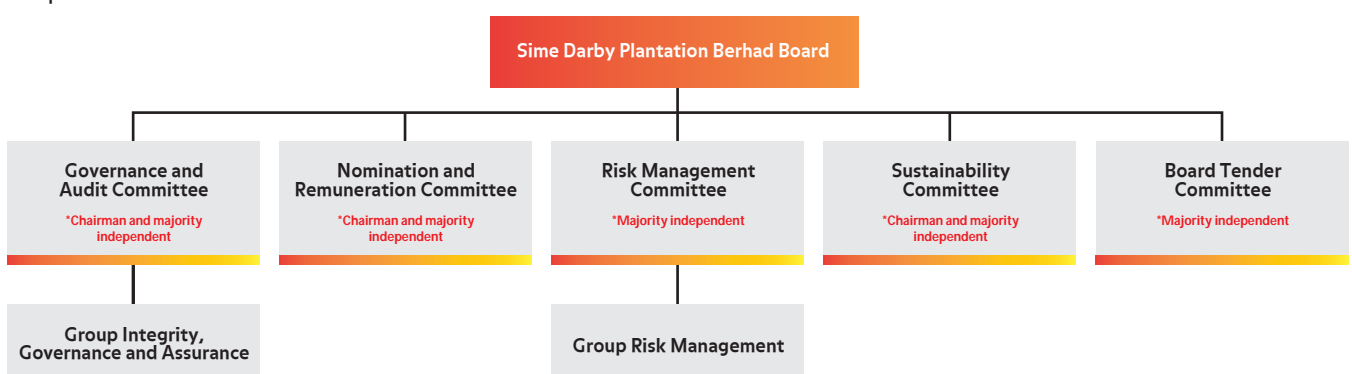 Sime Darby Plantation Berhad Board
Governance and
Audit Committee
*Chairman and majority
independent
Nomination and
Remuneration Committee
*Chairman and majority
independent
Risk Management
Committee
*Majority independent
Sustainability
Committee
*Chairman and majority
independent
Board Tender
Committee
*Majority independent
Group Integrity,
Governance and Assurance
Group Risk Management